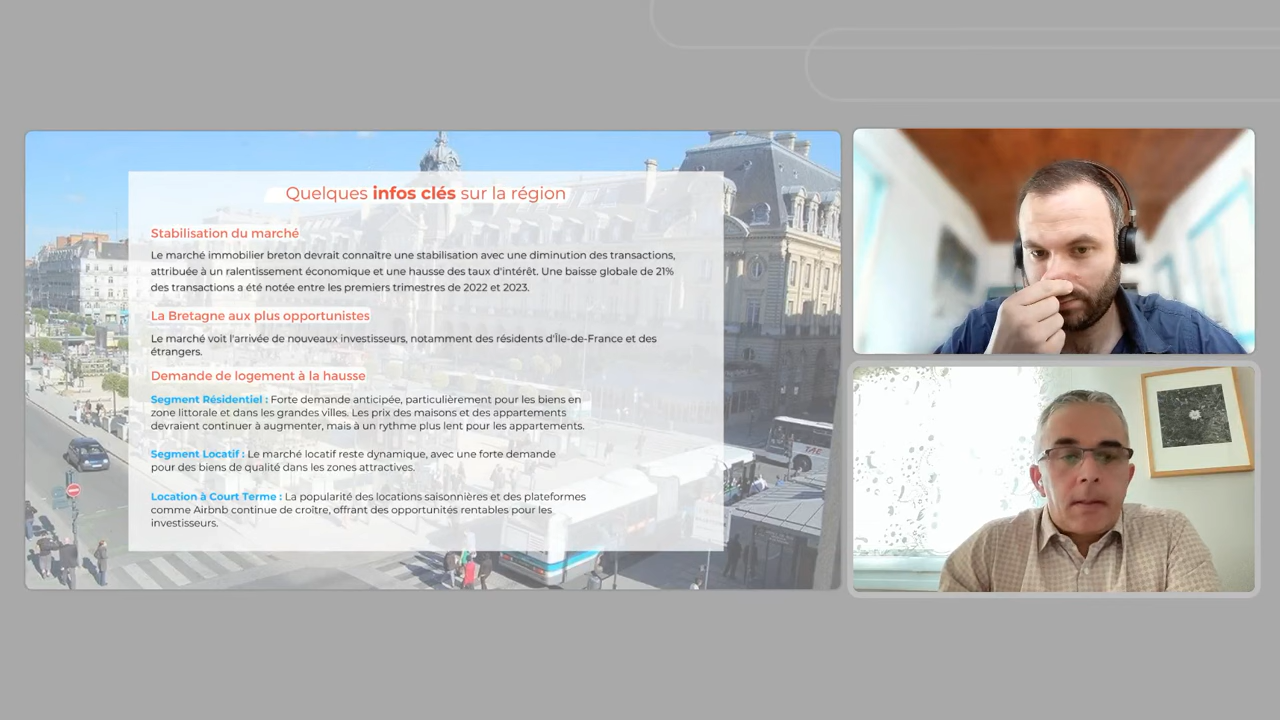 Quelques infos clés sur la région
Stabilisation du marché
Le marché immobilier breton devrait connaître une stabilisation avec une diminution des transactions,
attribuée à un ralentissement économique et une hausse des taux d'intérêt. Une baisse globale de 21%
des transactions a été notée entre les premiers trimestres de 2022 et 2023.
La Bretagne aux plus opportunistes
Le marché voit l'arrivée de nouveaux investisseurs, notamment des résidents d'Île-de-France et des
étrangers.
Demande de logement à la hausse
Segment Résidentiel : Forte demande anticipée, particulièrement pour les biens en
zone littorale et dans les grandes villes. Les prix des maisons et des appartements
devraient continuer à augmenter, mais à un rythme plus lent pour les appartements.
Segment Locatif : Le marché locatif reste dynamique, avec une forte demande
pour des biens de qualité dans les zones attractives.
Location à Court Terme : La popularité des locations saisonnières et des plateformes
comme Airbnb continue de croître, offrant des opportunités rentables pour les
investisseurs.
TAE